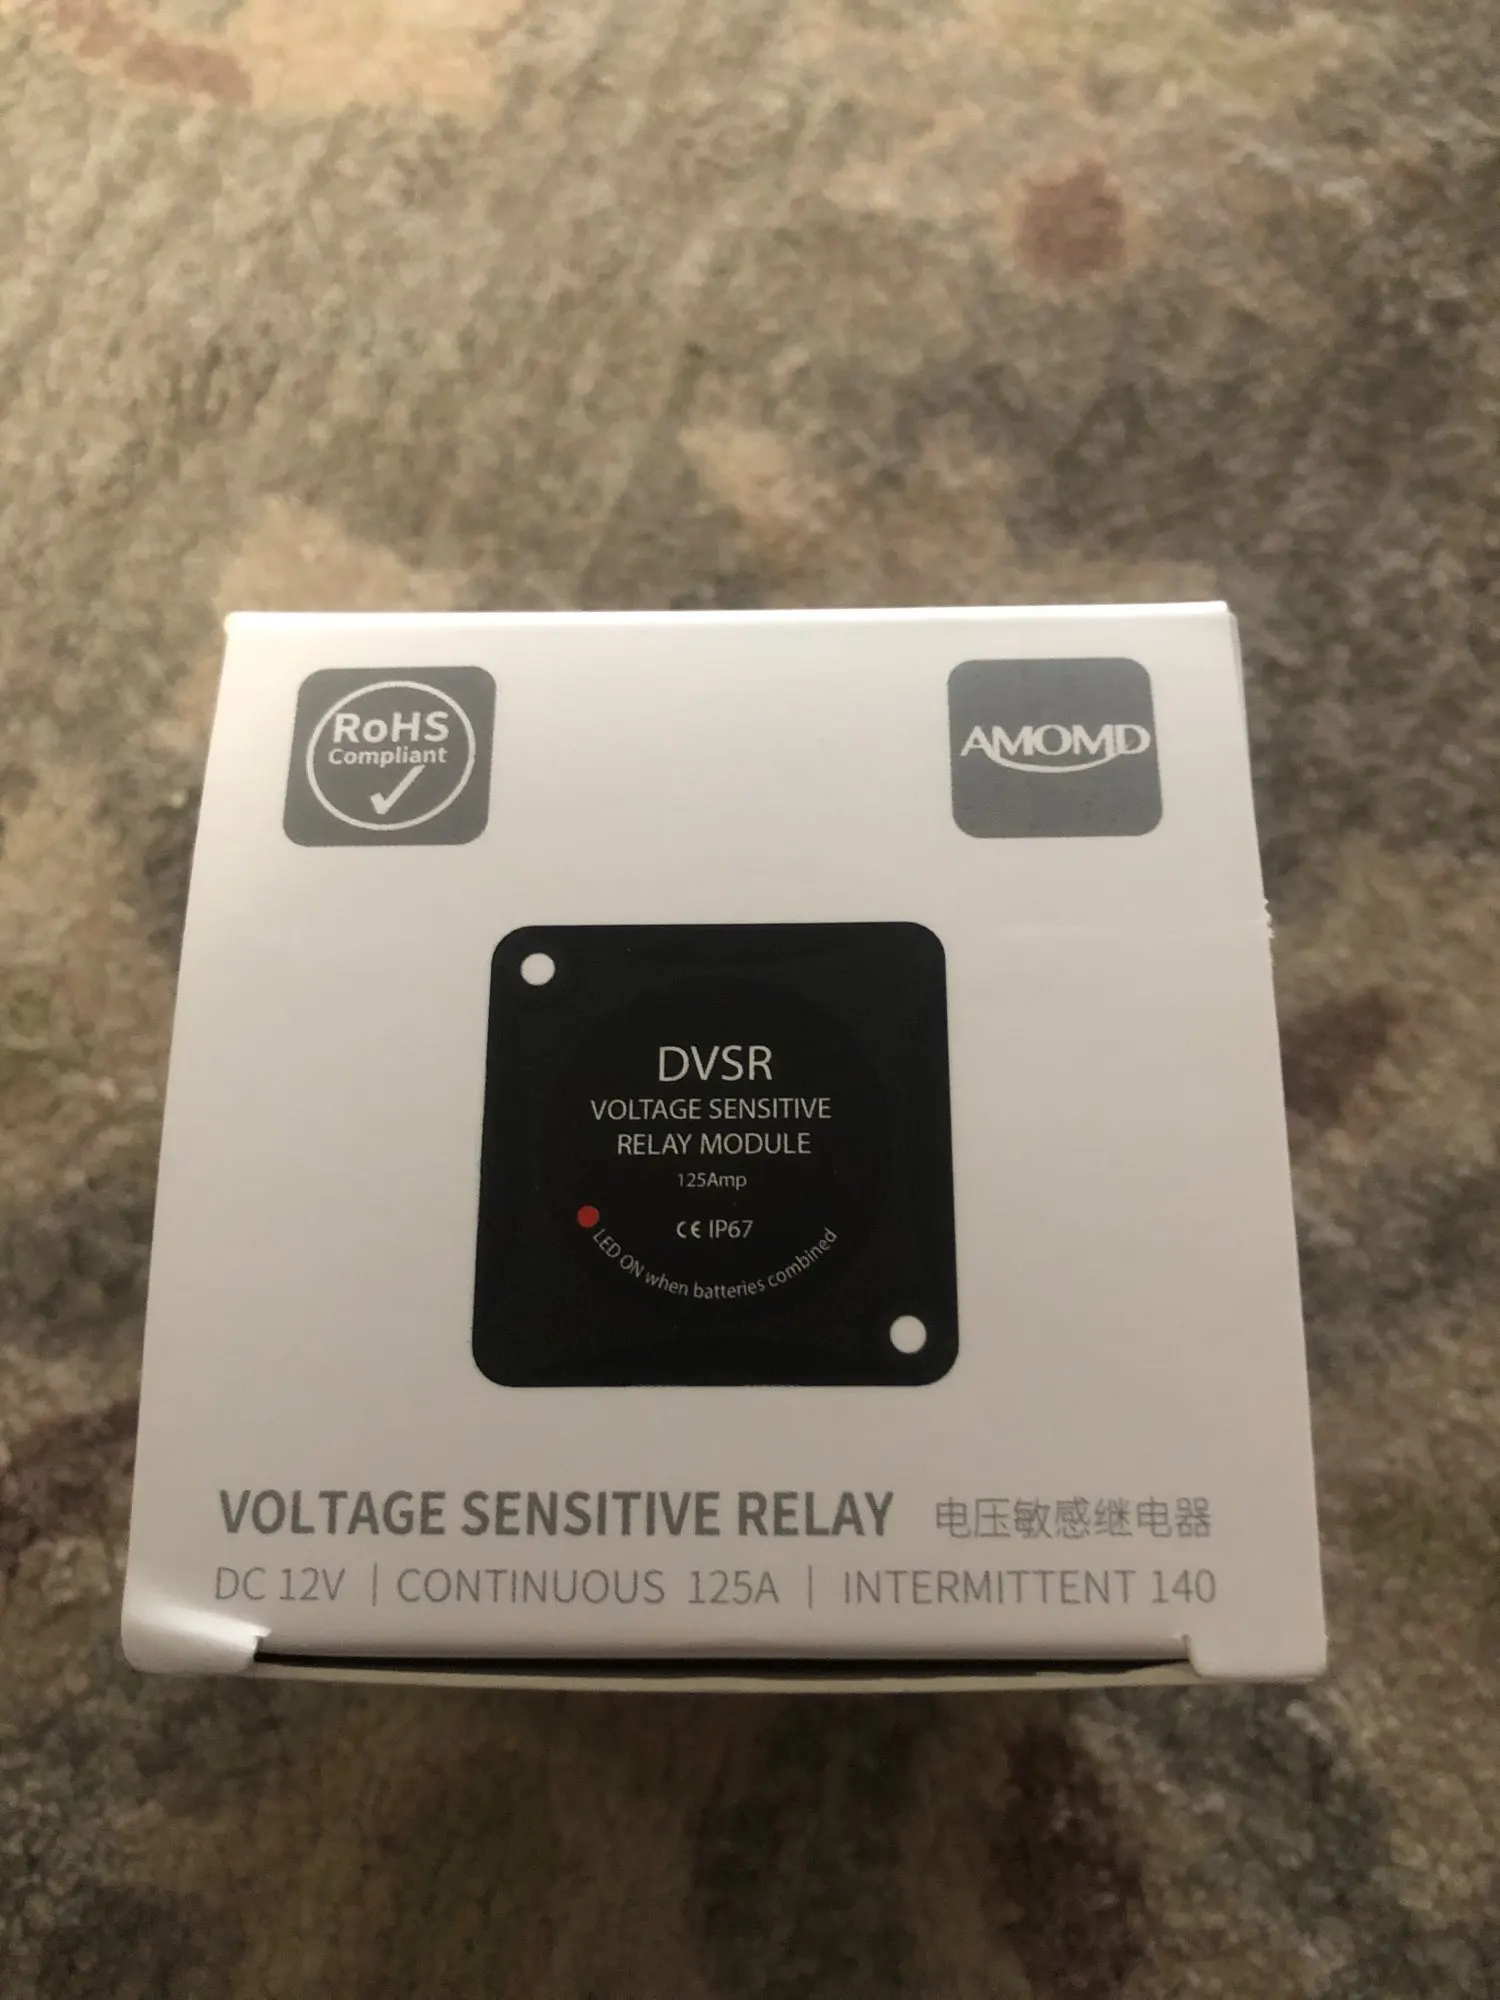 RoHS
Compliant
AMOMD
DVSR
VOLTAGE SENSITIVE
RELAY MODULE
125Amp
CE IP67
LED ON when batteries combined
VOLTAGE SENSITIVE RELAY 电压敏感继电器
DC 12V | CONTINUOUS 125A | INTERMITTENT 140